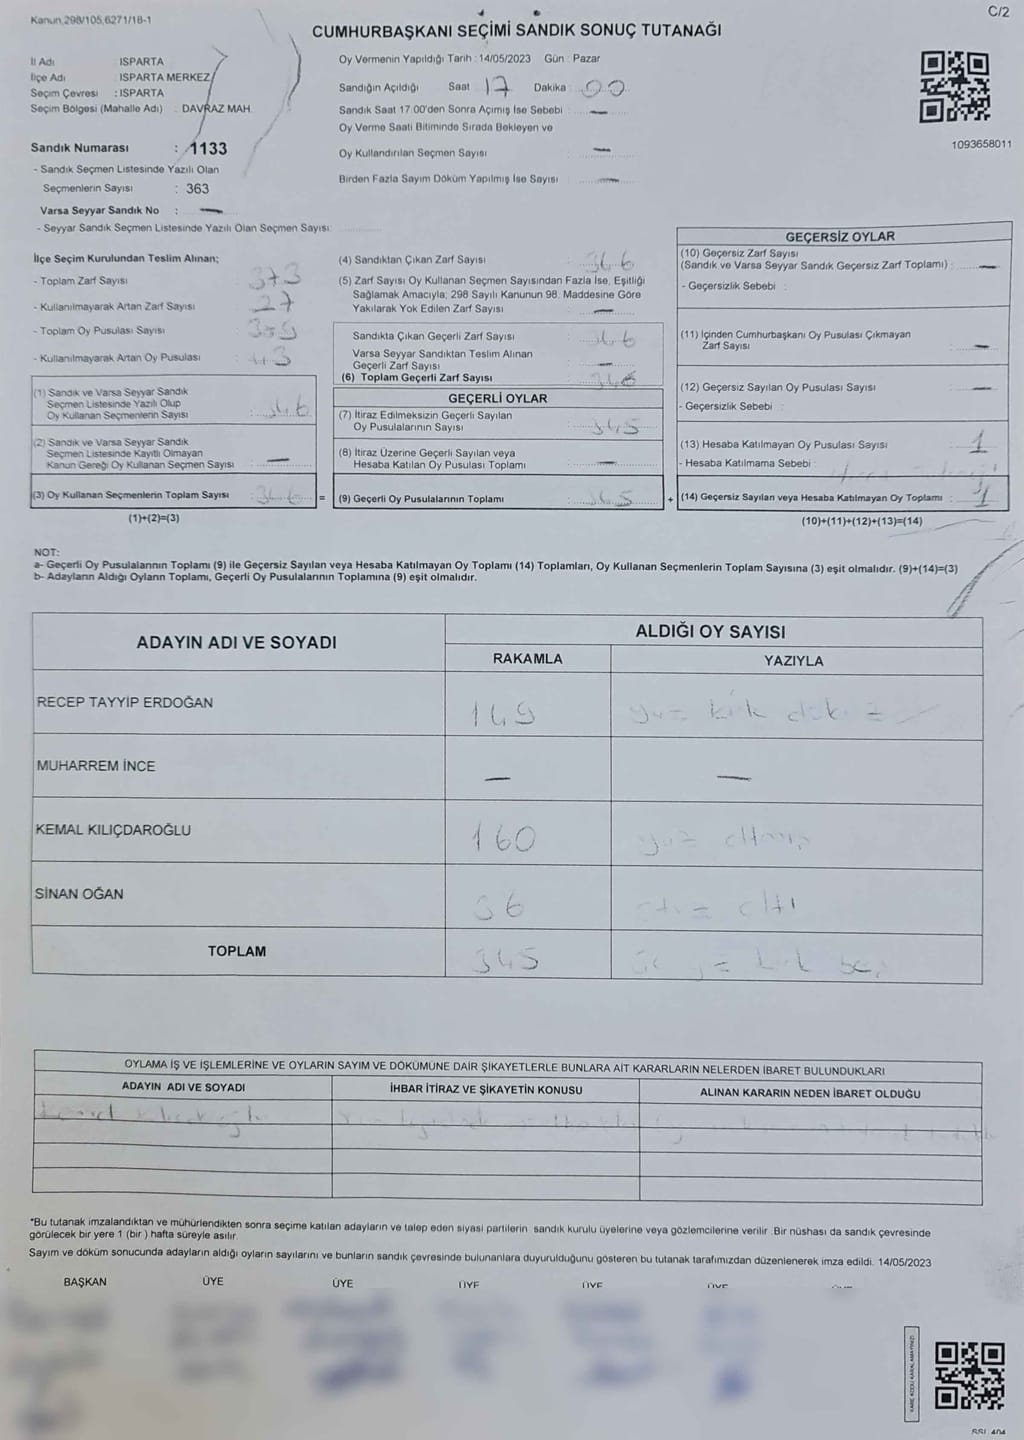 Kanun,298/105,6271/18-1
C/2
CUMHURBAŞKANI SEÇİMİ SANDIK SONUÇ TUTANAĞI
İl Adı ISPARTA
İlçe Adı : ISPARTA MERKEZ
Seçim Çevresi : ISPARTA
Seçim Bölgesi (Mahalle Adı) : DAVRAZ MAH.
Sandık Numarası : 1133
- Sandık Seçmen Listesinde Yazılı Olan
Seçmenlerin Sayısı : 363
Varsa Seyyar Sandık No : —
- Seyyar Sandık Seçmen Listesinde Yazılı Olan Seçmen Sayısı:
Oy Vermenin Yapıldığı Tarih : 14/05/2023 Gün : Pazar
Sandığın Açıldığı Saat 17 Dakika : 00
Sandık Saat 17.00'den Sonra Açımış İse Sebebi : —
Oy Verme Saati Bitiminde Sırada Bekleyen ve
Oy Kullandırılan Seçmen Sayısı : —
Birden Fazla Sayım Döküm Yapılmış İse Sayısı : —
1093658011
İlçe Seçim Kurulundan Teslim Alınan;
- Toplam Zarf Sayısı : 373
- Kullanılmayarak Artan Zarf Sayısı : 27
- Toplam Oy Pusulası Sayısı :
- Kullanılmayarak Artan Oy Pusulası : 43
(1) Sandık ve Varsa Seyyar Sandık
Seçmen Listesinde Yazılı Olup
Oy Kullanan Seçmenlerin Sayısı : 346
(2) Sandık ve Varsa Seyyar Sandık
Seçmen Listesinde Kayıtlı Olmayan
Kanun Gereği Oy Kullanan Seçmen Sayısı : —
(3) Oy Kullanan Seçmenlerin Toplam Sayısı : 346 =
(1)+(2)=(3)
(4) Sandıktan Çıkan Zarf Sayısı : 346
(5) Zarf Sayısı Oy Kullanan Seçmen Sayısından Fazla İse, Eşitliği
Sağlamak Amacıyla; 298 Sayılı Kanunun 98. Maddesine Göre
Yakılarak Yok Edilen Zarf Sayısı : —
Sandıkta Çıkan Geçerli Zarf Sayısı : 346
Varsa Seyyar Sandıktan Teslim Alınan
Geçerli Zarf Sayısı : —
(6) Toplam Geçerli Zarf Sayısı : 346
GEÇERLİ OYLAR
(7) İtiraz Edilmeksizin Geçerli Sayılan
Oy Pusulalarının Sayısı : 345
(8) İtiraz Üzerine Geçerli Sayılan veya
Hesaba Katılan Oy Pusulası Toplamı : —
(9) Geçerli Oy Pusulalarının Toplamı : 345 +
GEÇERSİZ OYLAR
(10) Geçersiz Zarf Sayısı
(Sandık ve Varsa Seyyar Sandık Geçersiz Zarf Toplamı) : —
- Geçersizlik Sebebi :
(11) İçinden Cumhurbaşkanı Oy Pusulası Çıkmayan
Zarf Sayısı : —
(12) Geçersiz Sayılan Oy Pusulası Sayısı : —
- Geçersizlik Sebebi :
(13) Hesaba Katılmayan Oy Pusulası Sayısı : 1
- Hesaba Katılmama Sebebi :
(14) Geçersiz Sayılan veya Hesaba Katılmayan Oy Toplamı : 1
(10)+(11)+(12)+(13)=(14)
NOT:
a- Geçerli Oy Pusulalarının Toplamı (9) ile Geçersiz Sayılan veya Hesaba Katılmayan Oy Toplamı (14) Toplamları, Oy Kullanan Seçmenlerin Toplam Sayısına (3) eşit olmalıdır. (9)+(14)=(3)
b- Adayların Aldığı Oyların Toplamı, Geçerli Oy Pusulalarının Toplamına (9) eşit olmalıdır.
ADAYIN ADI VE SOYADI ALDIĞI OY SAYISI
RAKAMLA YAZIYLA
RECEP TAYYİP ERDOĞAN 149 yüz kırk dokuz
MUHARREM İNCE — —
KEMAL KILIÇDAROĞLU 160 yüz altmış
SİNAN OĞAN 36 otuz altı
TOPLAM 345 üç yüz kırk beş
OYLAMA İŞ VE İŞLEMLERİNE VE OYLARIN SAYIM VE DÖKÜMÜNE DAİR ŞİKAYETLERLE BUNLARA AİT KARARLARIN NELERDEN İBARET BULUNDUKLARI
ADAYIN ADI VE SOYADI İHBAR İTİRAZ VE ŞİKAYETİN KONUSU ALINAN KARARIN NEDEN İBARET OLDUĞU
*Bu tutanak imzalandıktan ve mühürlendikten sonra seçime katılan adayların ve talep eden siyasi partilerin sandık kurulu üyelerine veya gözlemcilerine verilir. Bir nüshası da sandık çevresinde
görülecek bir yere 1 (bir ) hafta süreyle asılır.
Sayım ve döküm sonucunda adayların aldığı oyların sayılarını ve bunların sandık çevresinde bulunanlara duyurulduğunu gösteren bu tutanak tarafımızdan düzenlenerek imza edildi. 14/05/2023
BAŞKAN ÜYE ÜYE ÜYE ÜYE ÜYE
KARE KODU KARALAMAYINIZ!